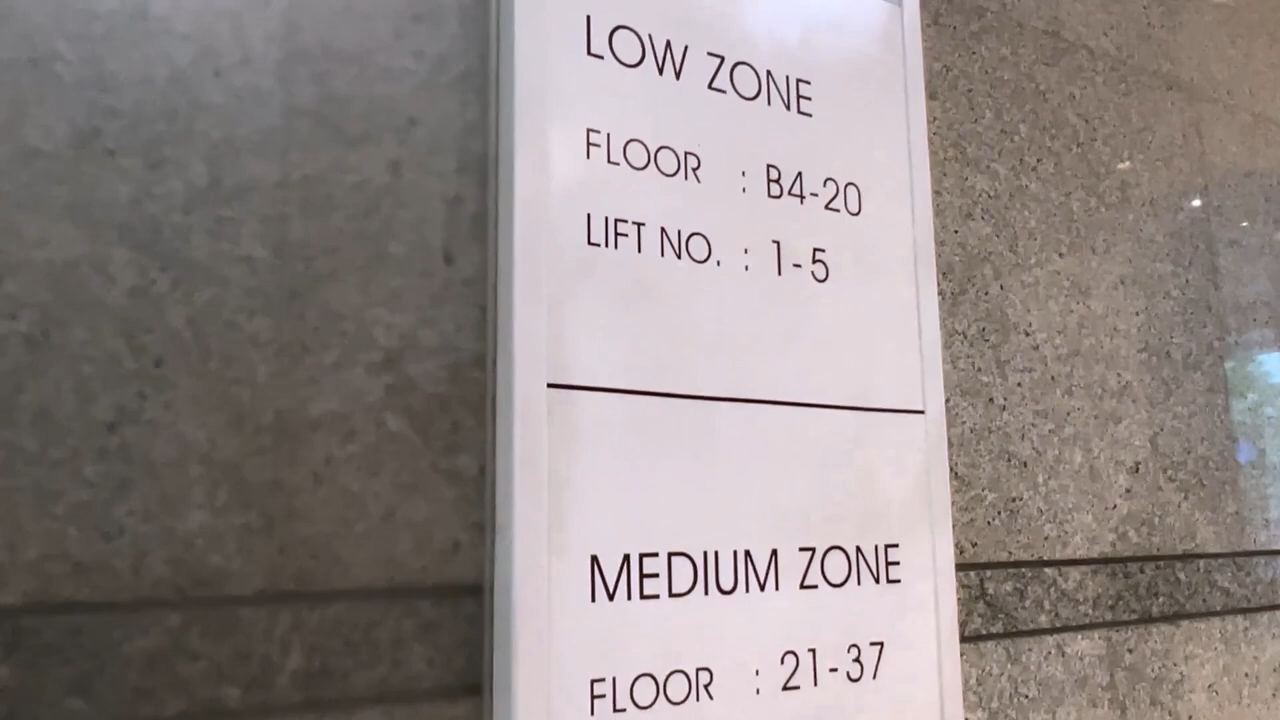 LOW ZONE
FLOOR : B4-20
LIFT NO. : 1-5
MEDIUM ZONE
FLOOR : 21-37